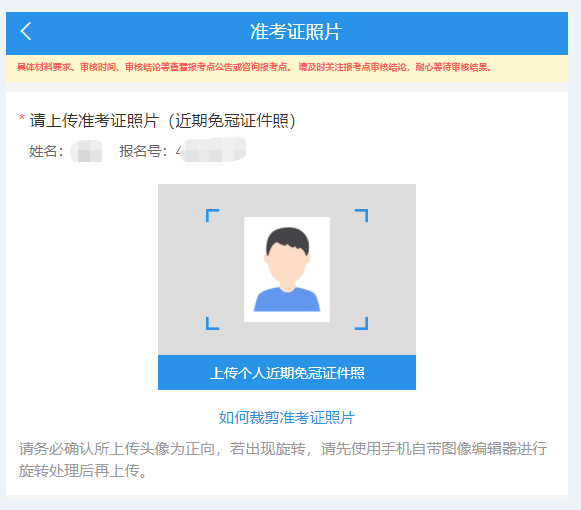 准考证照片
具体材料要求、审核时间、审核结论等查看报考点公告或咨询报考点。 请及时关注报考点审核结论，耐心等待审核结果。
* 请上传准考证照片（近期免冠证件照）
姓名： 报名号：
上传个人近期免冠证件照
如何裁剪准考证照片
请务必确认所上传头像为正向，若出现旋转，请先使用手机自带图像编辑器进行
旋转处理后再上传。